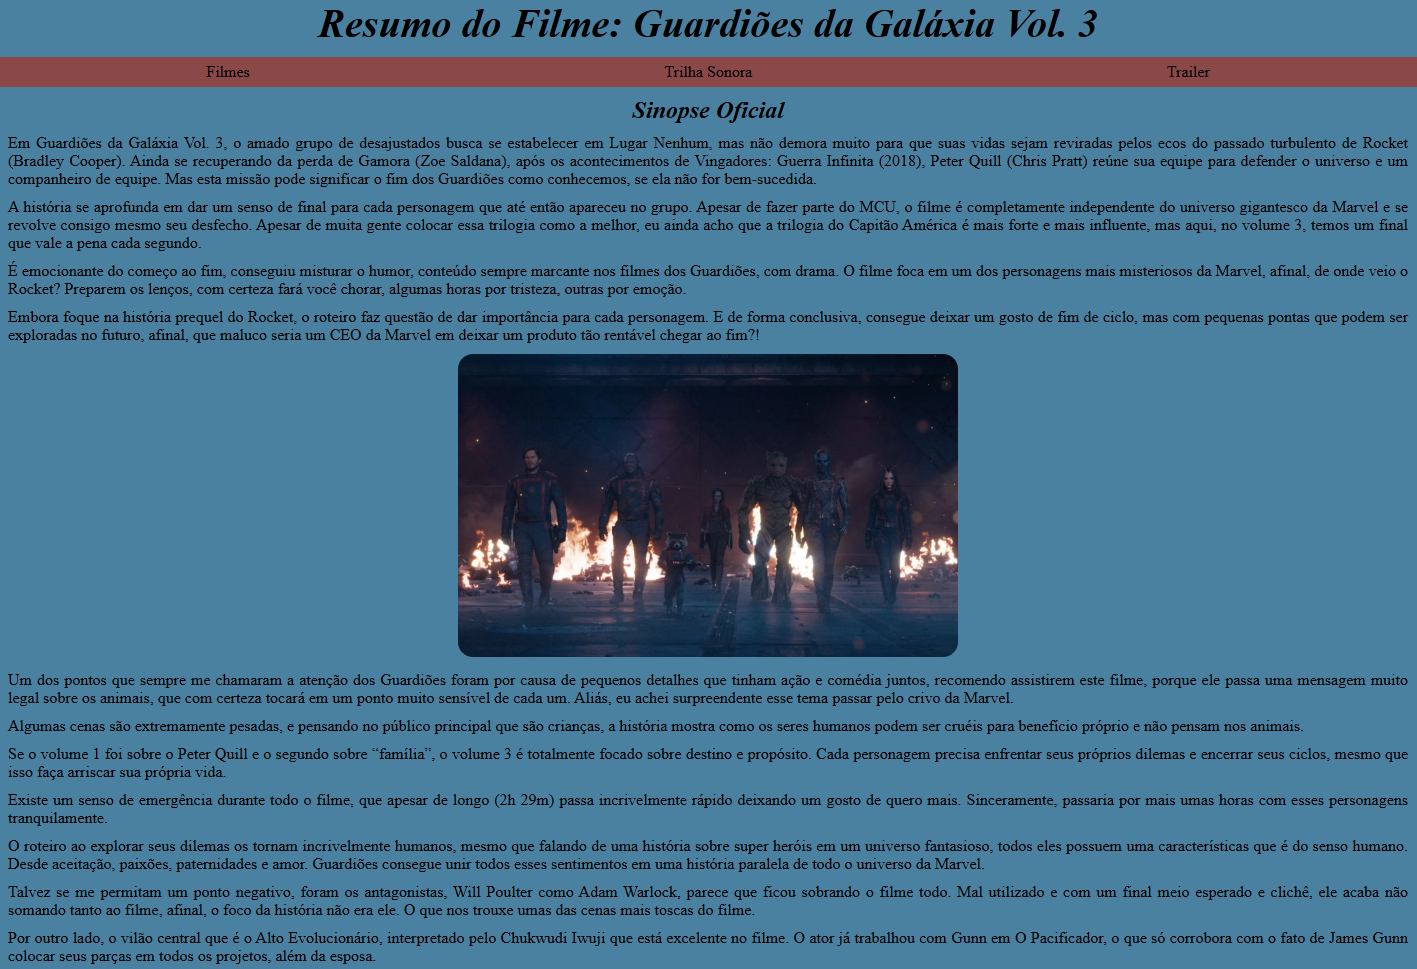 Resumo do Filme: Guardiões da Galáxia Vol. 3
Filmes
Trilha Sonora
Trailer
Sinopse Oficial
Em Guardiões da Galáxia Vol. 3, o amado grupo de desajustados busca se estabelecer em Lugar Nenhum, mas não demora muito para que suas vidas sejam reviradas pelos ecos do passado turbulento de Rocket
(Bradley Cooper). Ainda se recuperando da perda de Gamora (Zoe Saldana), após os acontecimentos de Vingadores: Guerra Infinita (2018), Peter Quill (Chris Pratt) reúne sua equipe para defender o universo e um
companheiro de equipe. Mas esta missão pode significar o fim dos Guardiões como conhecemos, se ela não for bem-sucedida.
A história se aprofunda em dar um senso de final para cada personagem que até então apareceu no grupo. Apesar de fazer parte do MCU, o filme é completamente independente do universo gigantesco da Marvel e se
revolve consigo mesmo seu desfecho. Apesar de muita gente colocar essa trilogia como a melhor, eu ainda acho que a trilogia do Capitão América é mais forte e mais influente, mas aqui, no volume 3, temos um final
que vale a pena cada segundo.
É emocionante do começo ao fim, conseguiu misturar o humor, conteúdo sempre marcante nos filmes dos Guardiões, com drama. O filme foca em um dos personagens mais misteriosos da Marvel, afinal, de onde veio o
Rocket? Preparem os lenços, com certeza fará você chorar, algumas horas por tristeza, outras por emoção.
Embora foque na história prequel do Rocket, o roteiro faz questão de dar importância para cada personagem. E de forma conclusiva, consegue deixar um gosto de fim de ciclo, mas com pequenas pontas que podem ser
exploradas no futuro, afinal, que maluco seria um CEO da Marvel em deixar um produto tão rentável chegar ao fim?!
Um dos pontos que sempre me chamaram a atenção dos Guardiões foram por causa de pequenos detalhes que tinham ação e comédia juntos, recomendo assistirem este filme, porque ele passa uma mensagem muito
legal sobre os animais, que com certeza tocará em um ponto muito sensível de cada um. Aliás, eu achei surpreendente esse tema passar pelo crivo da Marvel.
Algumas cenas são extremamente pesadas, e pensando no público principal que são crianças, a história mostra como os seres humanos podem ser cruéis para benefício próprio e não pensam nos animais.
Se o volume 1 foi sobre o Peter Quill e o segundo sobre “família”, o volume 3 é totalmente focado sobre destino e propósito. Cada personagem precisa enfrentar seus próprios dilemas e encerrar seus ciclos, mesmo que
isso faça arriscar sua própria vida.
Existe um senso de emergência durante todo o filme, que apesar de longo (2h 29m) passa incrivelmente rápido deixando um gosto de quero mais. Sinceramente, passaria por mais umas horas com esses personagens
tranquilamente.
O roteiro ao explorar seus dilemas os tornam incrivelmente humanos, mesmo que falando de uma história sobre super heróis em um universo fantasioso, todos eles possuem uma características que é do senso humano.
Desde aceitação, paixões, paternidades e amor. Guardiões consegue unir todos esses sentimentos em uma história paralela de todo o universo da Marvel.
Talvez se me permitam um ponto negativo, foram os antagonistas, Will Poulter como Adam Warlock, parece que ficou sobrando o filme todo. Mal utilizado e com um final meio esperado e clichê, ele acaba não
somando tanto ao filme, afinal, o foco da história não era ele. O que nos trouxe umas das cenas mais toscas do filme.
Por outro lado, o vilão central que é o Alto Evolucionário, interpretado pelo Chukwudi Iwuji que está excelente no filme. O ator já trabalhou com Gunn em O Pacificador, o que só corrobora com o fato de James Gunn
colocar seus parças em todos os projetos, além da esposa.